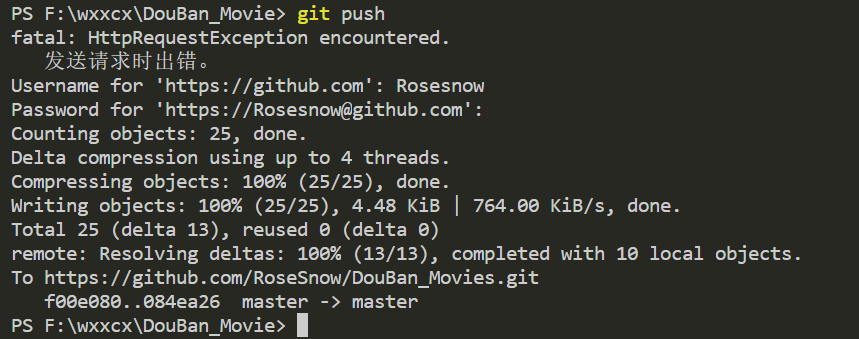 PS F:\wxxcx\DouBan_Movie> git push
fatal: HttpRequestException encountered.
   发送请求时出错。
Username for 'https://github.com': Rosesnow
Password for 'https://Rosesnow@github.com':
Counting objects: 25, done.
Delta compression using up to 4 threads.
Compressing objects: 100% (25/25), done.
Writing objects: 100% (25/25), 4.48 KiB | 764.00 KiB/s, done.
Total 25 (delta 13), reused 0 (delta 0)
remote: Resolving deltas: 100% (13/13), completed with 10 local objects.
To https://github.com/RoseSnow/DouBan_Movies.git
   f00e080..084ea26  master -> master
PS F:\wxxcx\DouBan_Movie>